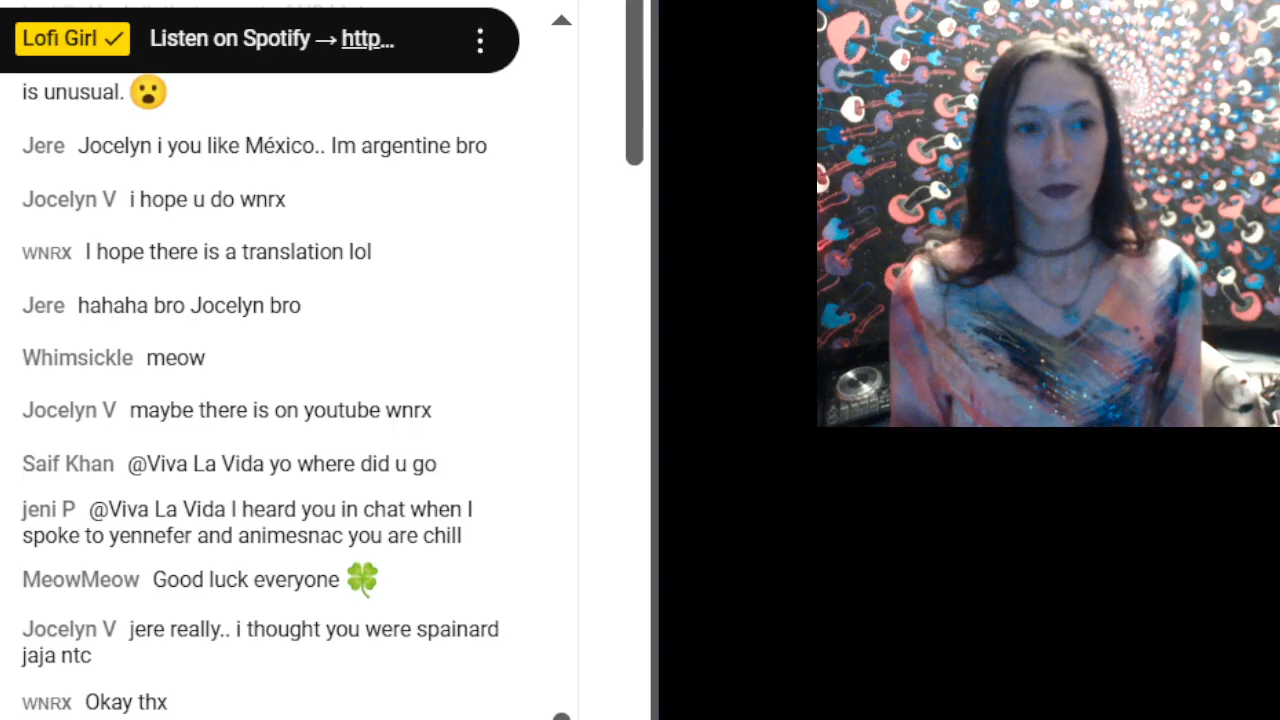 Lofi Girl Listen on Spotify → http...
is unusual. 😮
Jere Jocelyn i you like México.. Im argentine bro
Jocelyn V i hope u do wnrx
WNRX I hope there is a translation lol
Jere hahaha bro Jocelyn bro
Whimsickle meow
Jocelyn V maybe there is on youtube wnrx
Saif Khan @Viva La Vida yo where did u go
jeni P @Viva La Vida I heard you in chat when I
spoke to yennefer and animesnac you are chill
MeowMeow Good luck everyone 🍀
Jocelyn V jere really.. i thought you were spainard
jaja ntc
WNRX Okay thx